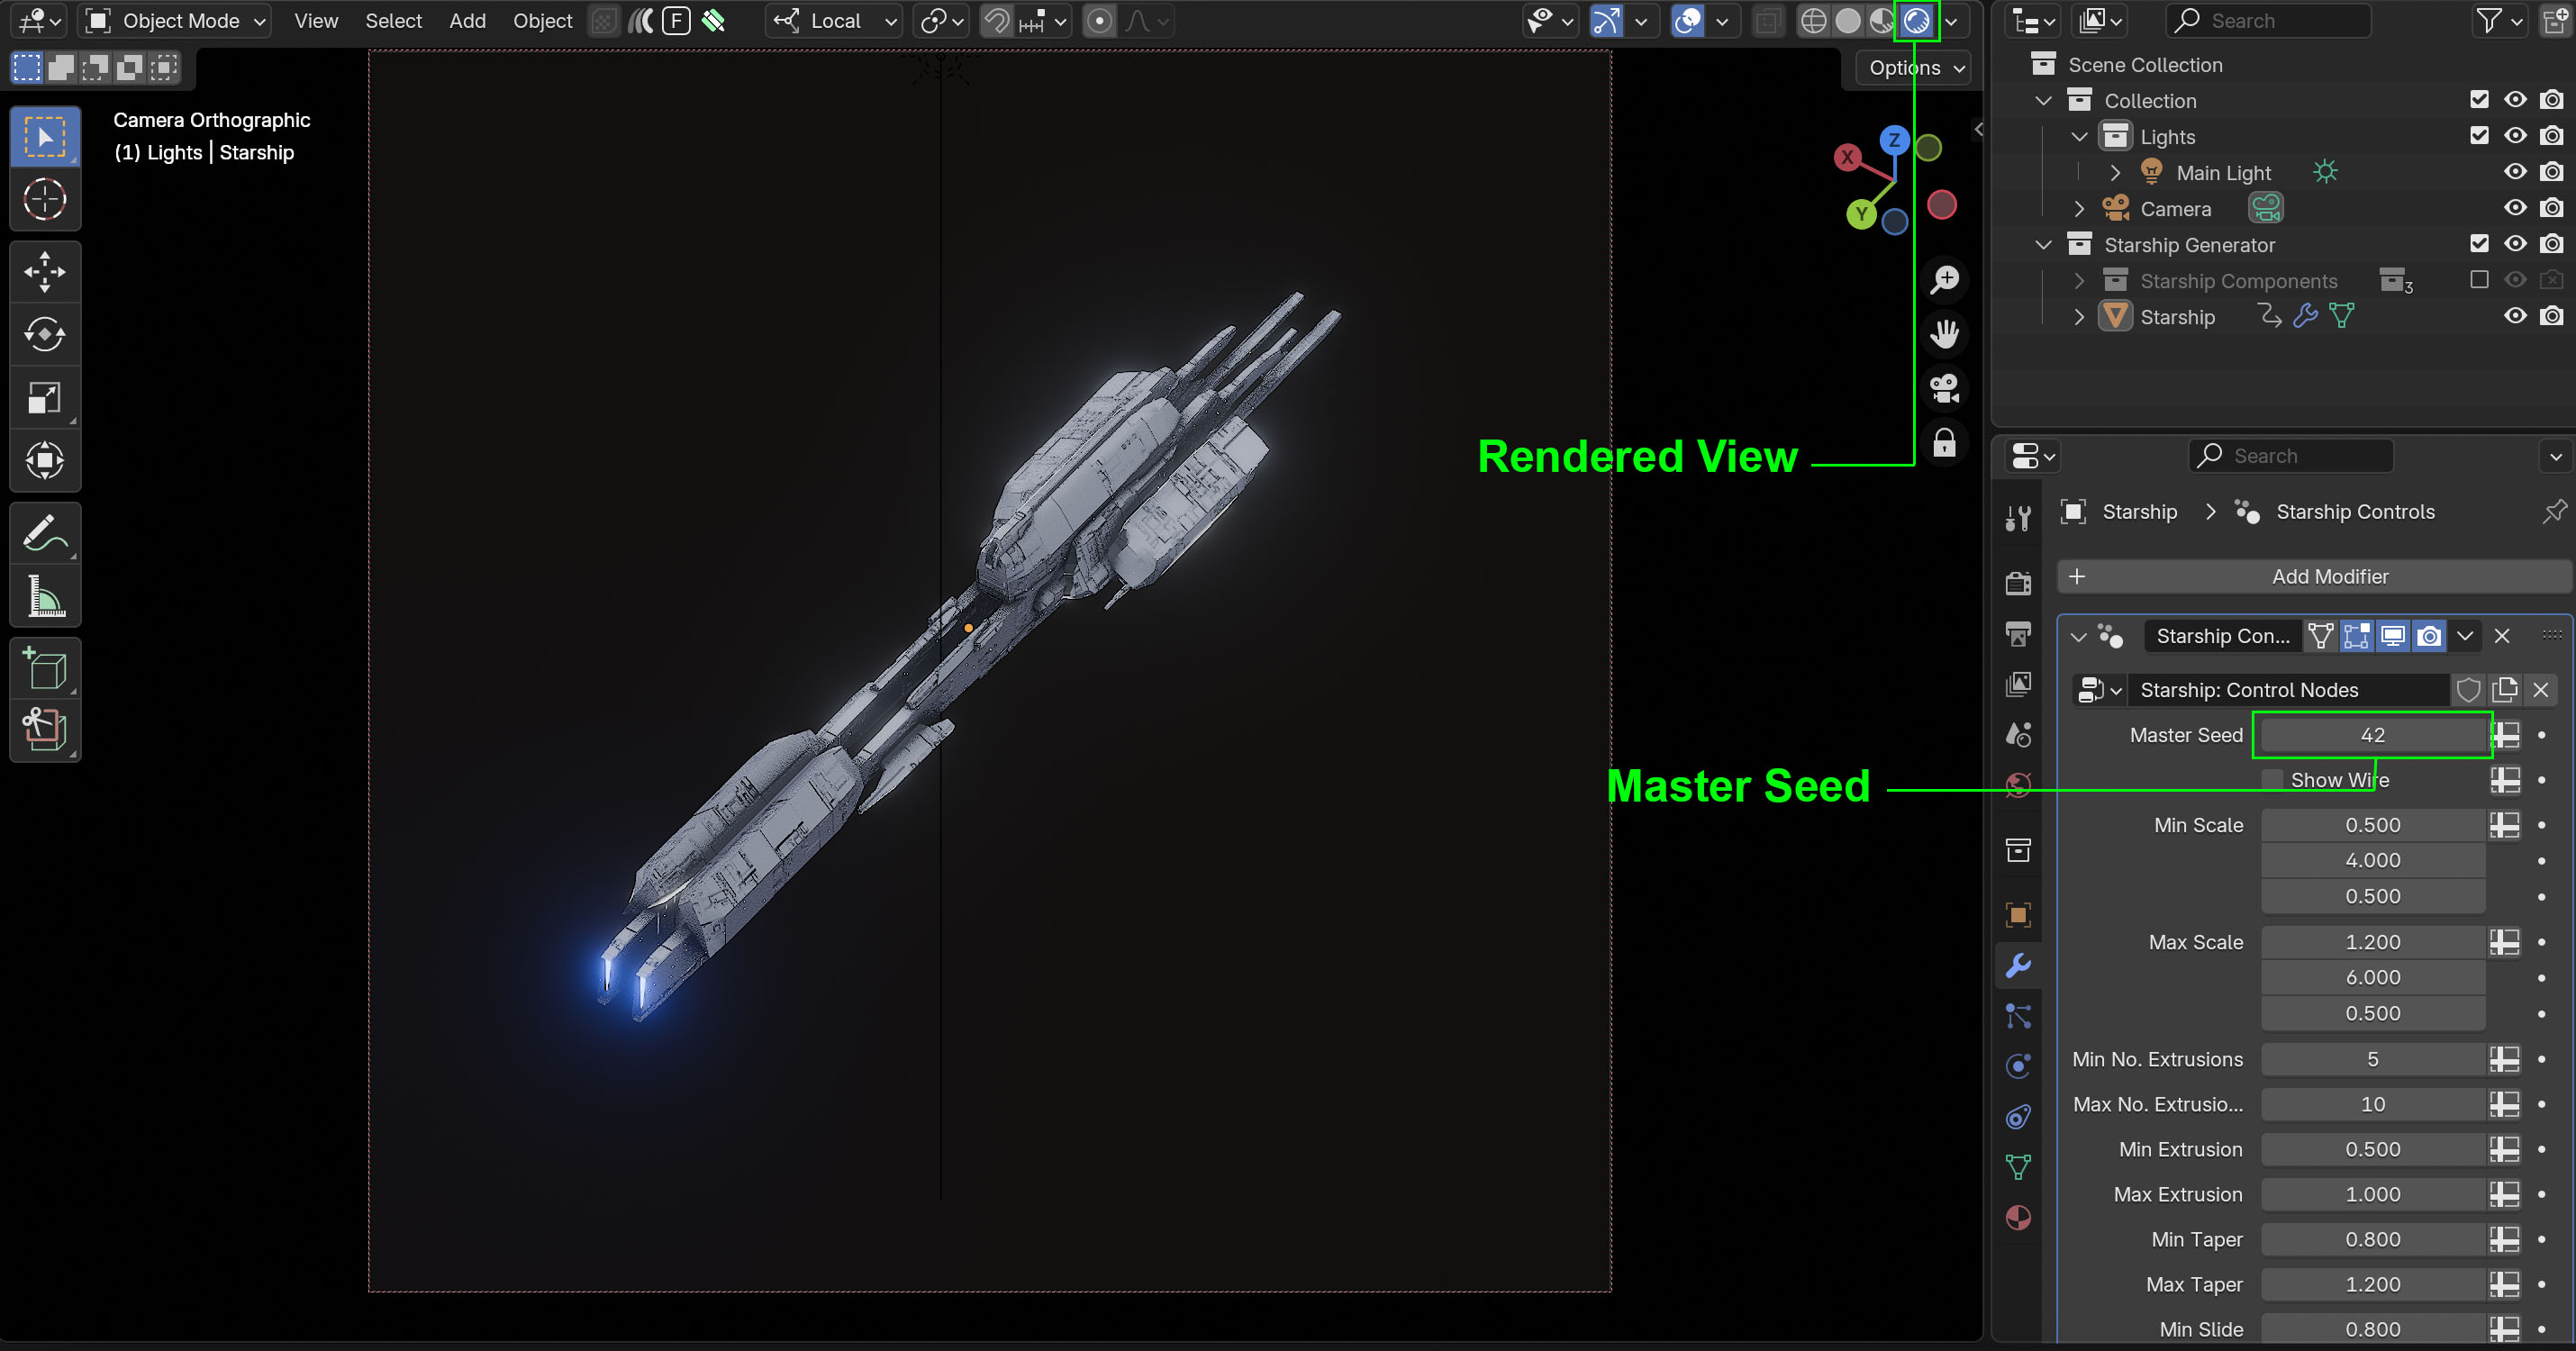 Object Mode View Select Add Object F Local
Options
Camera Orthographic
(1) Lights | Starship
Z
X
Y
Rendered View
Master Seed
Search
Scene Collection
Collection
Lights
Main Light
Camera
Starship Generator
Starship Components 3
Starship
Search
Starship Starship Controls
+ Add Modifier
Starship Con...
Starship: Control Nodes
Master Seed 42
Show Wire
Min Scale 0.500
4.000
0.500
Max Scale 1.200
6.000
0.500
Min No. Extrusions 5
Max No. Extrusio... 10
Min Extrusion 0.500
Max Extrusion 1.000
Min Taper 0.800
Max Taper 1.200
Min Slide 0.800